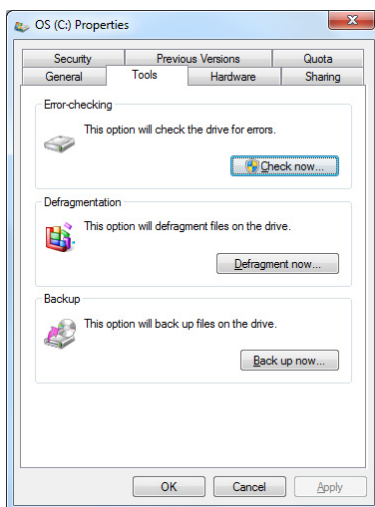 OS (C:) Properties
Security Previous Versions Quota
General Tools Hardware Sharing
Error-checking
This option will check the drive for errors.
Check now...
Defragmentation
This option will defragment files on the drive.
Defragment now...
Backup
This option will back up files on the drive.
Back up now...
OK Cancel Apply